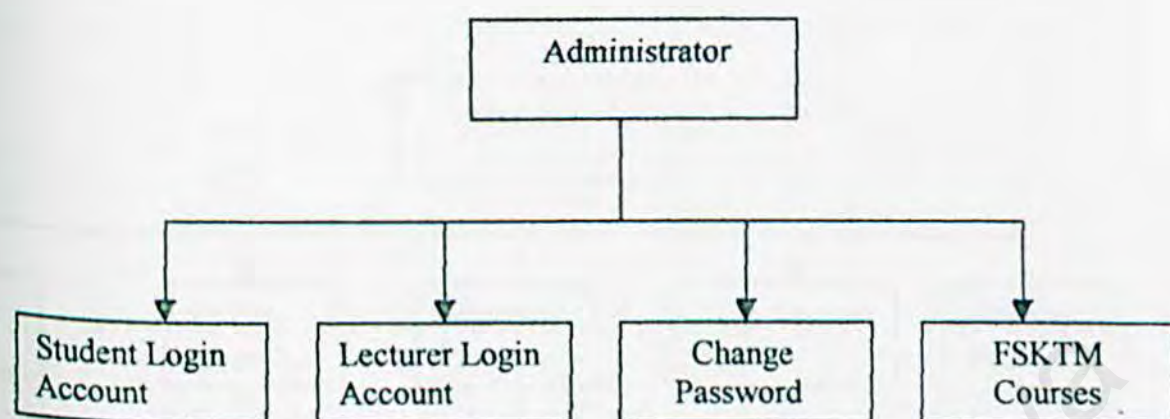 Administrator
Student Login
Account
Lecturer Login
Account
Change
Password
FSKTM
Courses